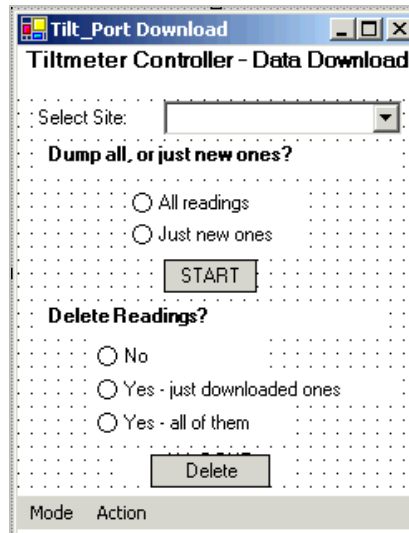 Tilt_Port Download
Tiltmeter Controller - Data Download
Select Site:
Dump all, or just new ones?
All readings
Just new ones
START
Delete Readings?
No
Yes - just downloaded ones
Yes - all of them
Delete
Mode Action